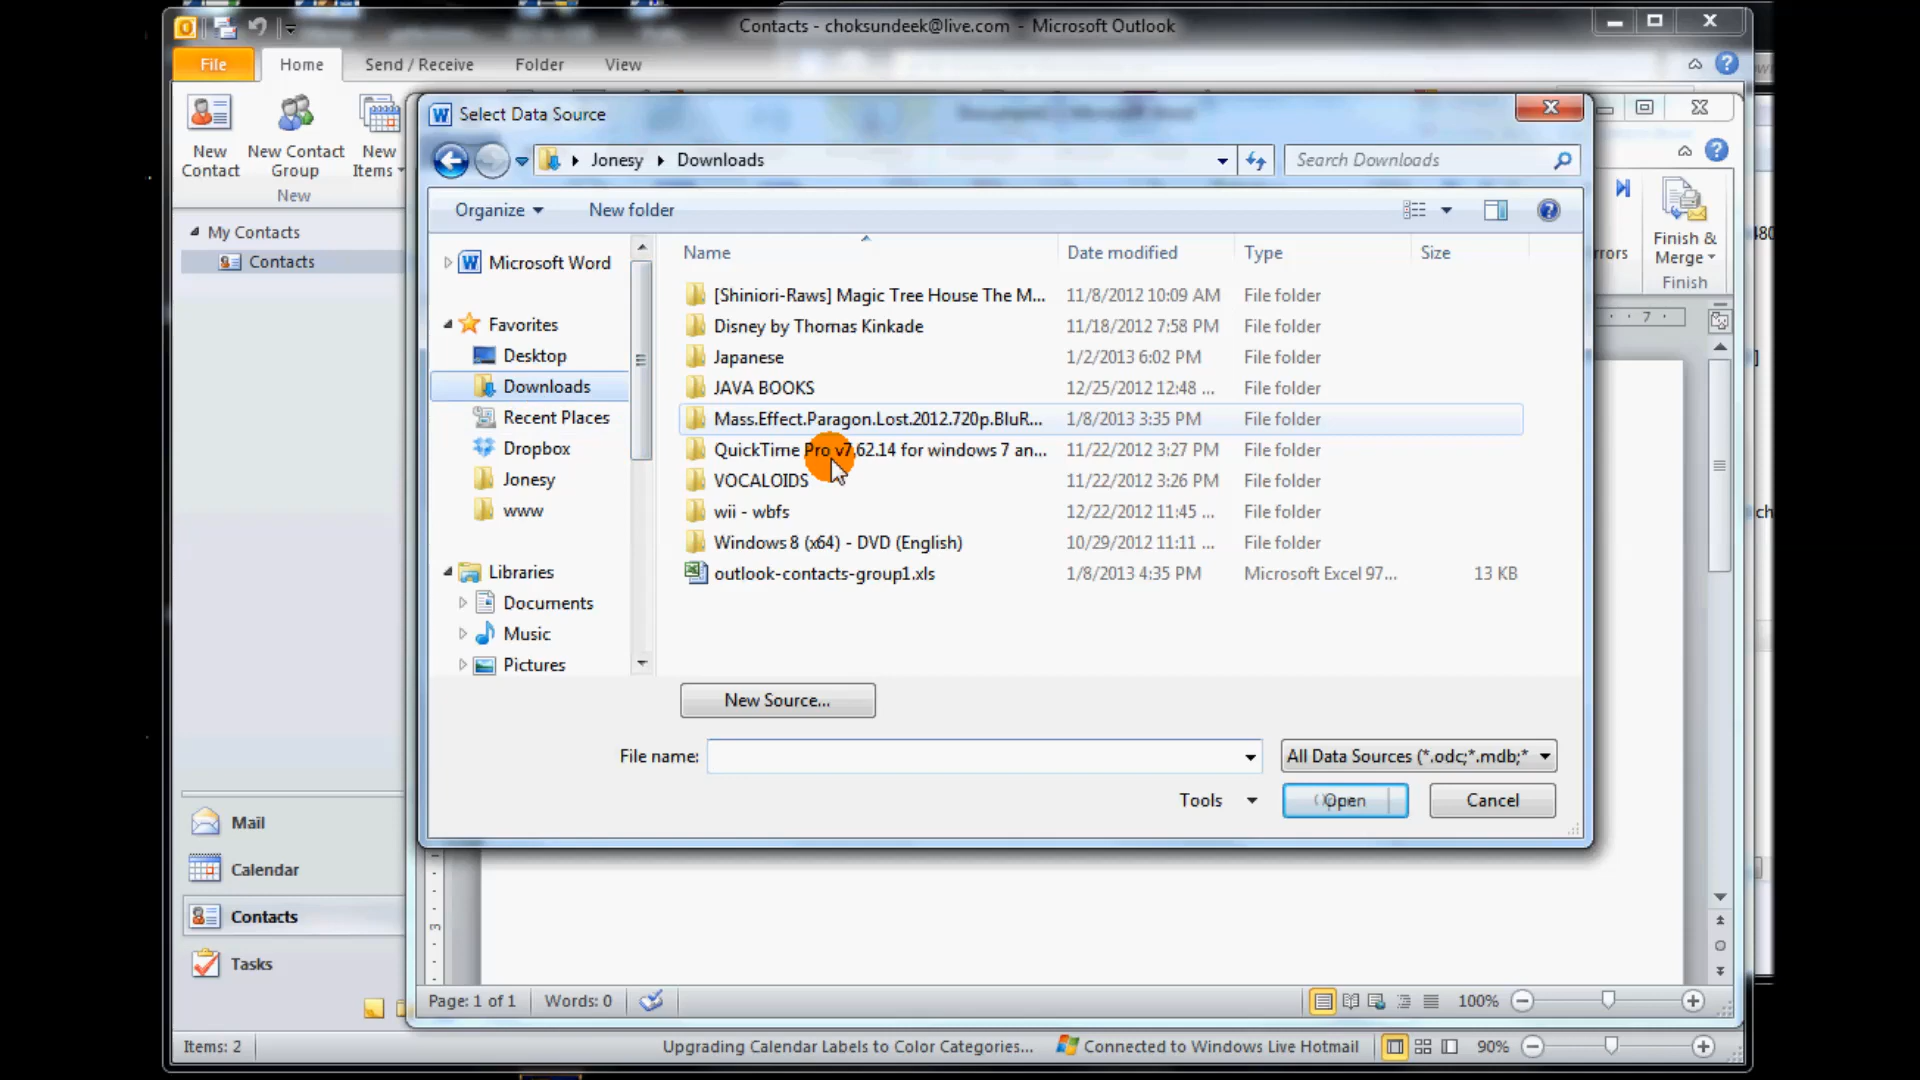 Contacts - choksundeek@live.com - Microsoft Outlook
File Home Send / Receive Folder View
New Contact
New Contact Group
New Items
New
My Contacts
Contacts
Mail
Calendar
Contacts
Tasks
Select Data Source
Jonesy Downloads
Search Downloads
Organize New folder
Microsoft Word
Favorites
Desktop
Downloads
Recent Places
Dropbox
Jonesy
www
Libraries
Documents
Music
Pictures
Name Date modified Type Size
[Shiniori-Raws] Magic Tree House The M... 11/8/2012 10:09 AM File folder
Disney by Thomas Kinkade 11/18/2012 7:58 PM File folder
Japanese 1/2/2013 6:02 PM File folder
JAVA BOOKS 12/25/2012 12:48 ... File folder
Mass.Effect.Paragon.Lost.2012.720p.BluR... 1/8/2013 3:35 PM File folder
QuickTime Pro v7.62.14 for windows 7 an... 11/22/2012 3:27 PM File folder
VOCALOIDS 11/22/2012 3:26 PM File folder
wii - wbfs 12/22/2012 11:45 ... File folder
Windows 8 (x64) - DVD (English) 10/29/2012 11:11 ... File folder
outlook-contacts-group1.xls 1/8/2013 4:35 PM Microsoft Excel 97... 13 KB
New Source...
File name: All Data Sources (*.odc;*.mdb;*
Tools Open Cancel
rrors
Finish & Merge
Finish
7
480
]
ch
3
Page: 1 of 1 Words: 0 100%
Items: 2 Upgrading Calendar Labels to Color Categories... Connected to Windows Live Hotmail 90%